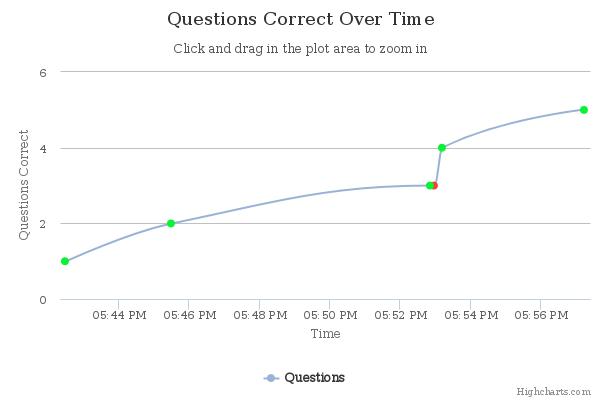 Questions Correct Over Time
Click and drag in the plot area to zoom in
Questions Correct
6
4
2
0
05:44 PM 05:46 PM 05:48 PM 05:50 PM 05:52 PM 05:54 PM 05:56 PM
Time
Questions
Highcharts.com